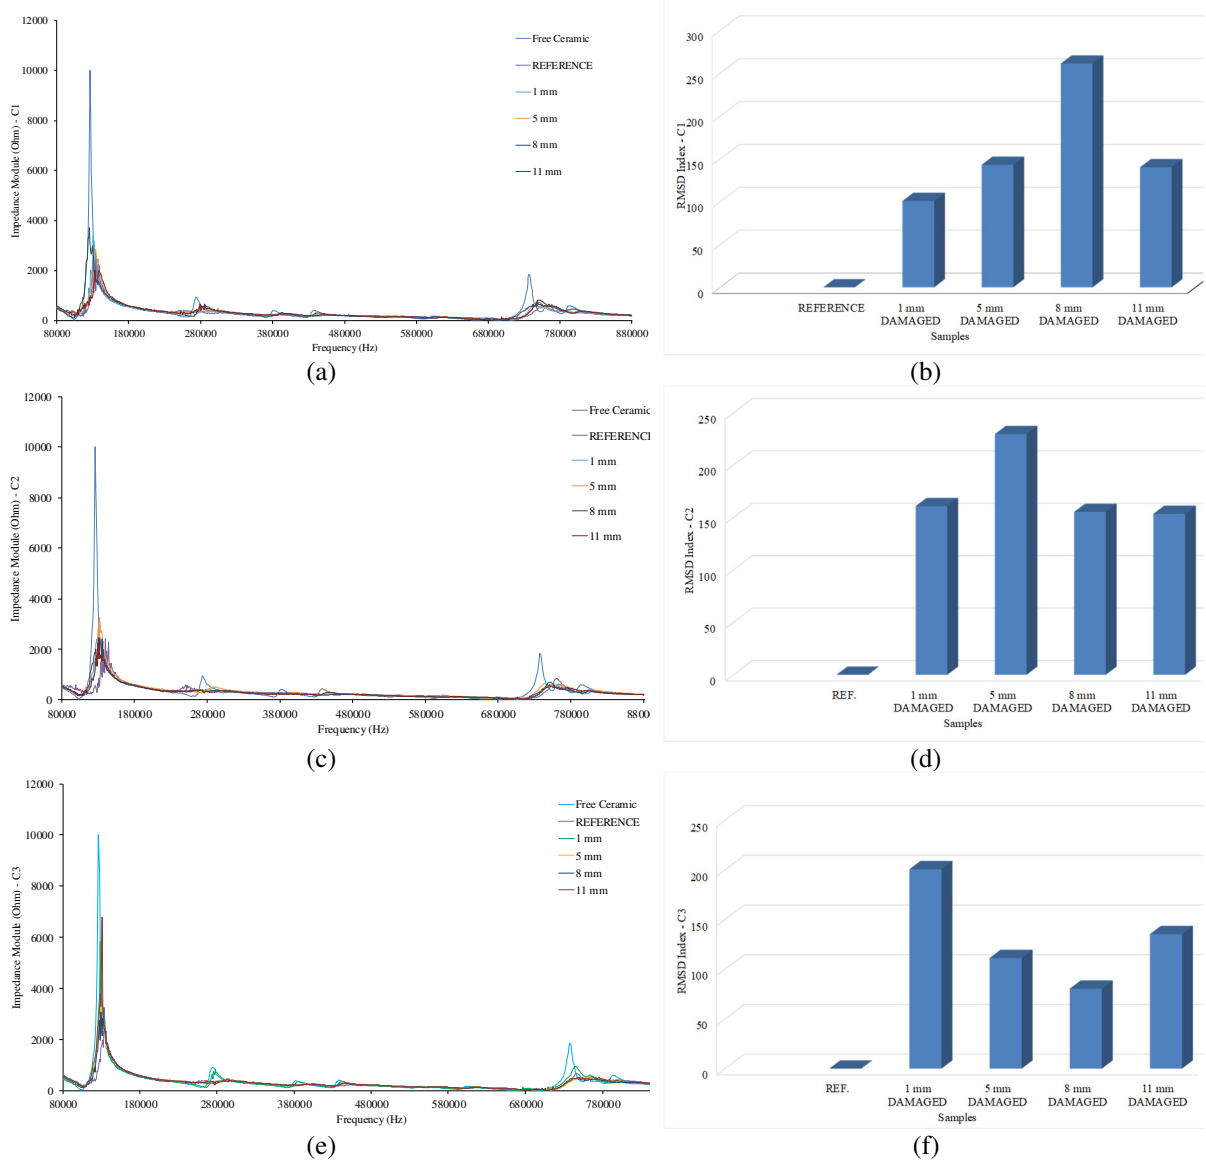 12000
10000
8000
6000
4000
2000
0
Impedance Module (Ohm) - C1
80000 180000 280000 380000 480000 580000 680000 780000 880000
Frequency (Hz)
Free Ceramic
REFERENCE
1 mm
5 mm
8 mm
11 mm
(a)
300
250
200
150
100
50
0
RMSD Index - C1
REFERENCE 1 mm 5 mm 8 mm 11 mm
DAMAGED DAMAGED DAMAGED DAMAGED
Samples
(b)
12000
10000
8000
6000
4000
2000
0
Impedance Module (Ohm) - C2
80000 180000 280000 380000 480000 580000 680000 780000 88000
Frequency (Hz)
Free Ceramic
REFERENCE
1 mm
5 mm
8 mm
11 mm
(c)
250
200
150
100
50
0
RMSD Index - C2
REF. 1 mm 5 mm 8 mm 11 mm
DAMAGED DAMAGED DAMAGED DAMAGED
Samples
(d)
12000
10000
8000
6000
4000
2000
0
Impedance Module (Ohm) - C3
80000 180000 280000 380000 480000 580000 680000 780000
Frequency (Hz)
Free Ceramic
REFERENCE
1 mm
5 mm
8 mm
11 mm
(e)
250
200
150
100
50
0
RMSD Index - C3
REF. 1 mm 5 mm 8 mm 11 mm
DAMAGED DAMAGED DAMAGED DAMAGED
Samples
(f)